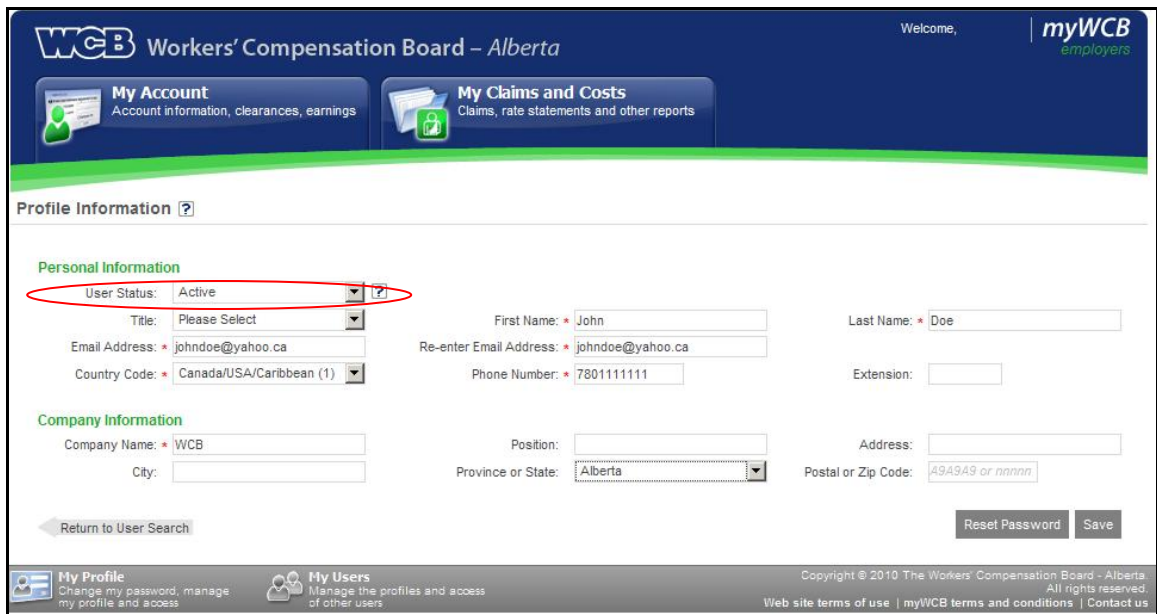 WCB Workers' Compensation Board – Alberta
Welcome,
myWCB
employers
My Account
Account information, clearances, earnings
My Claims and Costs
Claims, rate statements and other reports
Profile Information ?
Personal Information
User Status: Active ?
Title: Please Select First Name: * John Last Name: * Doe
Email Address: * johndoe@yahoo.ca Re-enter Email Address: * johndoe@yahoo.ca
Country Code: * Canada/USA/Caribbean (1) Phone Number: * 7801111111 Extension:
Company Information
Company Name: * WCB Position: Address:
City: Province or State: Alberta Postal or Zip Code: A9A9A9 or nnnnn
Return to User Search Reset Password Save
My Profile
Change my password, manage
my profile and access
My Users
Manage the profiles and access
of other users
Copyright © 2010 The Workers' Compensation Board - Alberta.
All rights reserved.
Web site terms of use | myWCB terms and conditions | Contact us